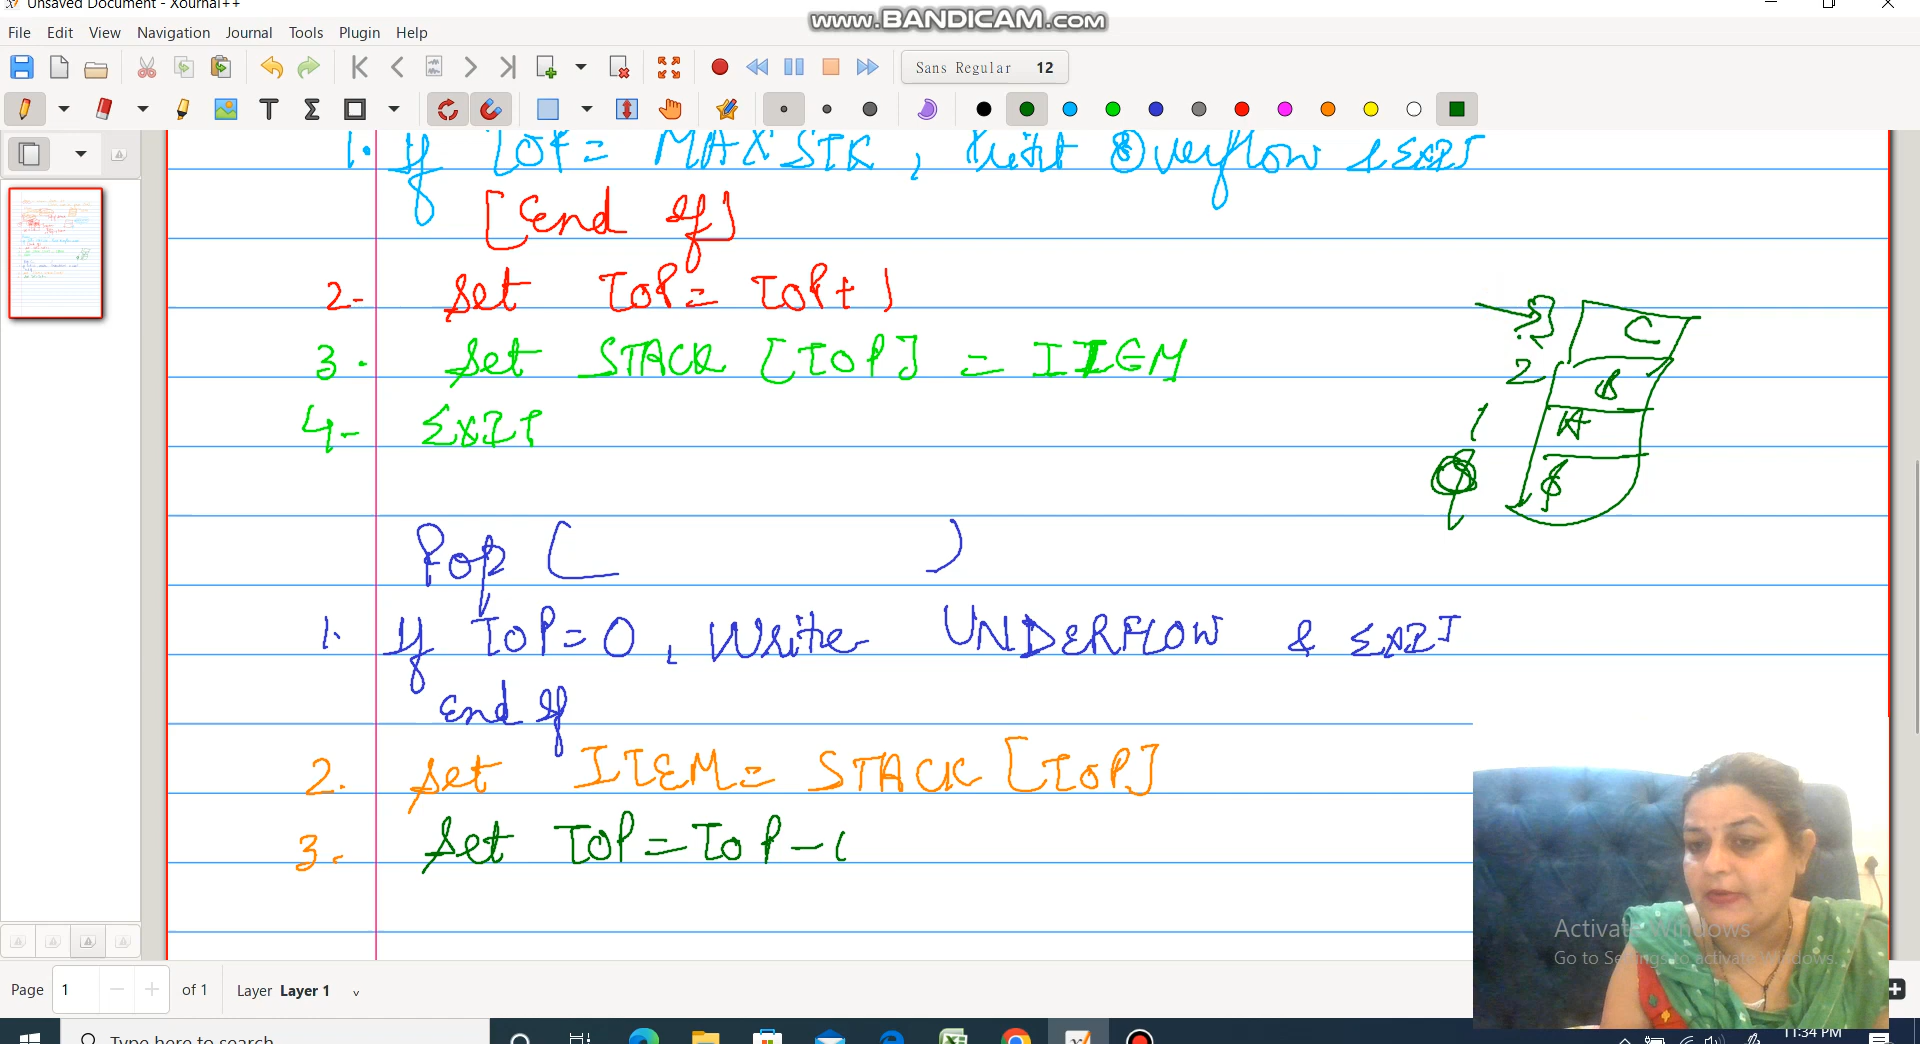 Unsaved Document - Xournal++
www.BANDICAM.com
File Edit View Navigation Journal Tools Plugin Help
Sans Regular 12
1. If TOP = MAXSTK, Print Overflow & EXIT
[End If]
2- Set TOP = TOP + 1
3. Set STACK [TOP] = ITEM
4- EXIT
3 C
2 B
1 A
Pop ( )
1. If TOP = 0, Write UNDERFLOW & EXIT
End If
2. Set ITEM = STACK [TOP]
3. Set TOP = TOP - 1
Activate Windows
Go to Settings to activate Windows.
Page 1 of 1 Layer Layer 1
Type here to search
11:34 PM